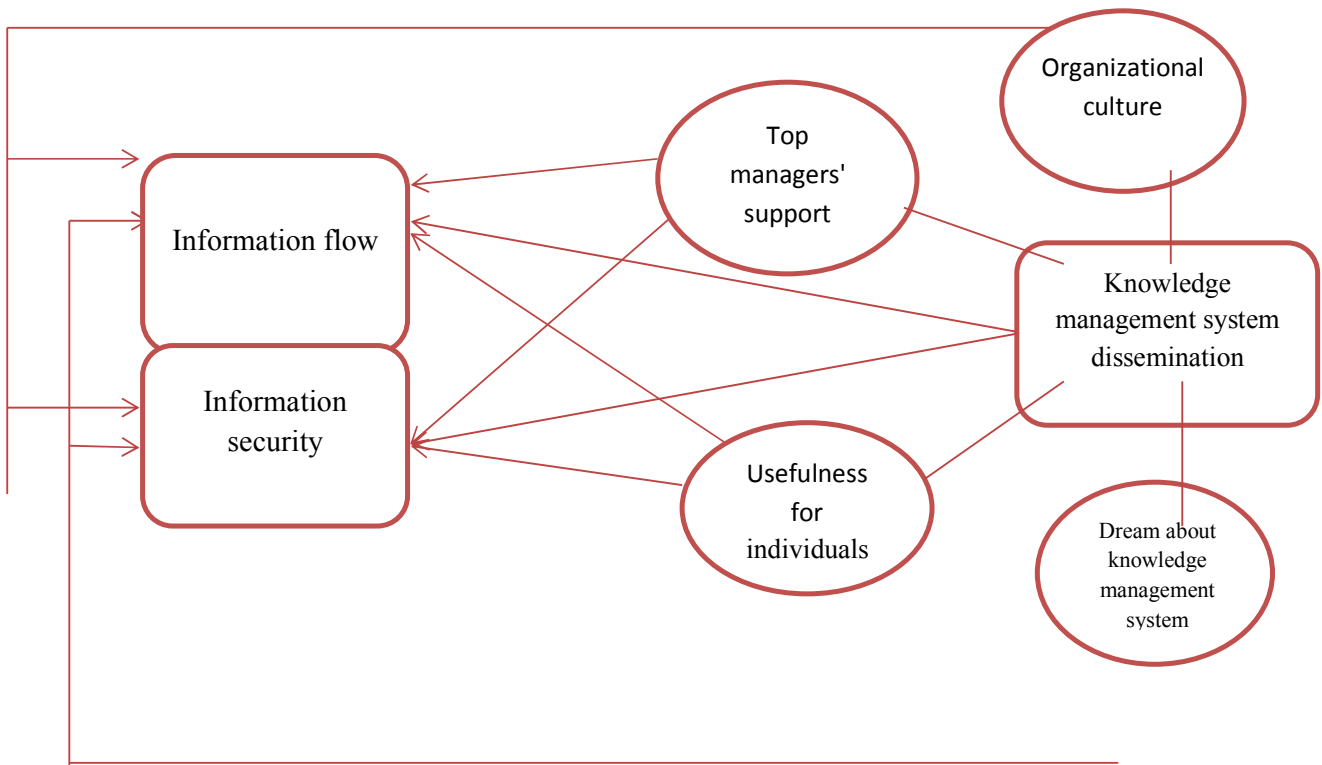 Organizational
culture
Top
managers'
support
Information flow
Knowledge
management system
dissemination
Information
security
Usefulness
for
individuals
Dream about
knowledge
management
system